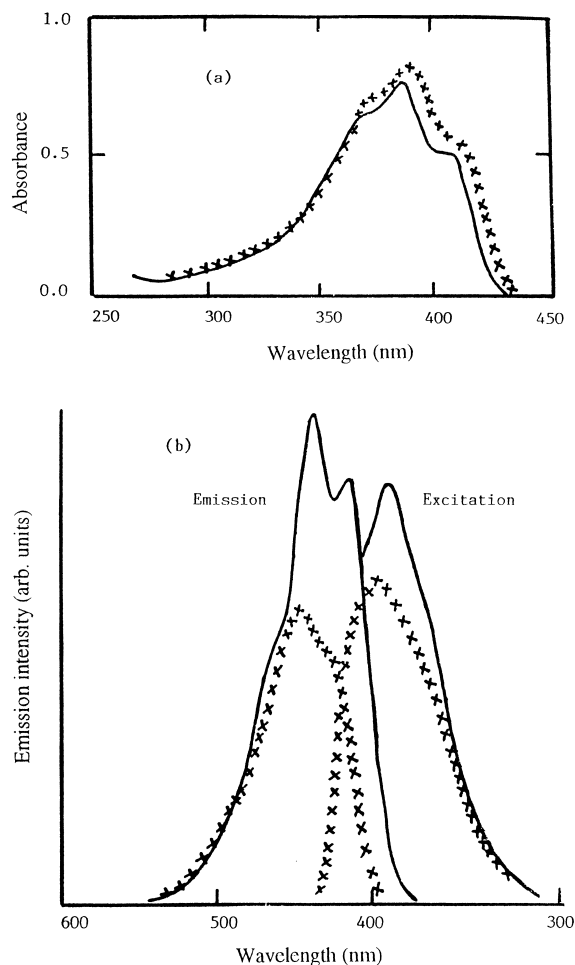 1.0
(a)
Absorbance
0.5
0.0
250 300 350 400 450
Wavelength (nm)
(b)
Emission Excitation
Emission intensity (arb. units)
600 500 400 300
Wavelength (nm)